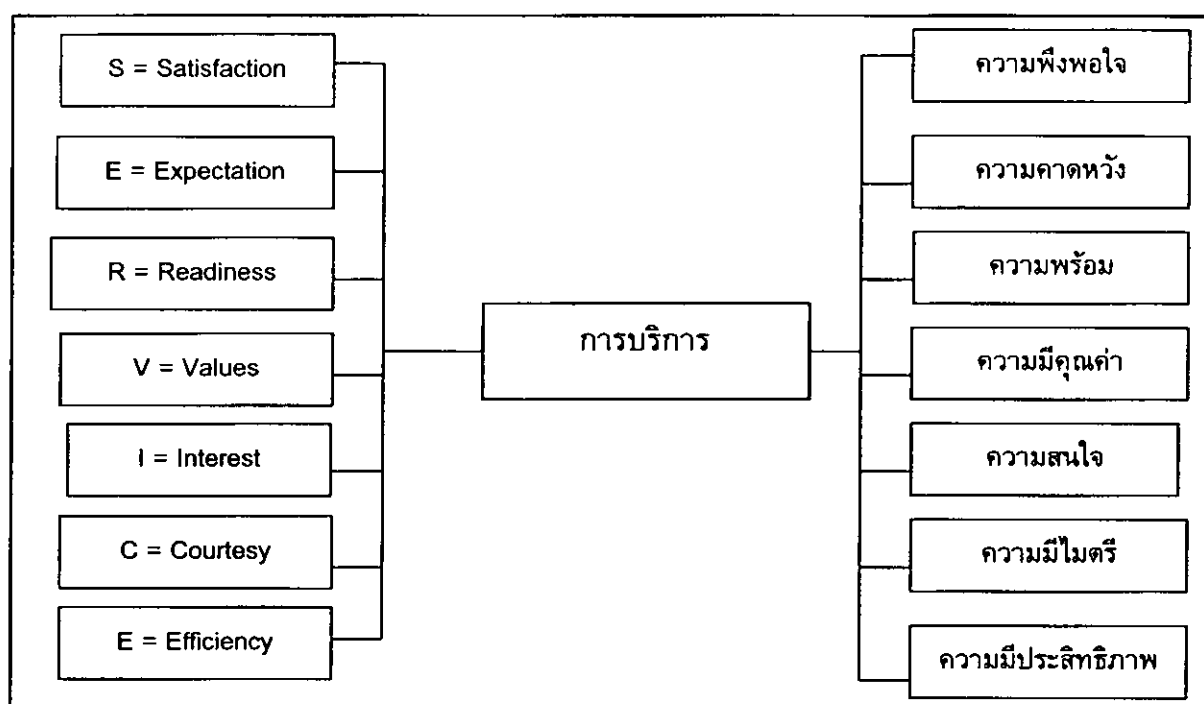 S = Satisfaction
E = Expectation
R = Readiness
V = Values
I = Interest
C = Courtesy
E = Efficiency
การบริการ
ความพึงพอใจ
ความคาดหวัง
ความพร้อม
ความมีคุณค่า
ความสนใจ
ความมีไมตรี
ความมีประสิทธิภาพ